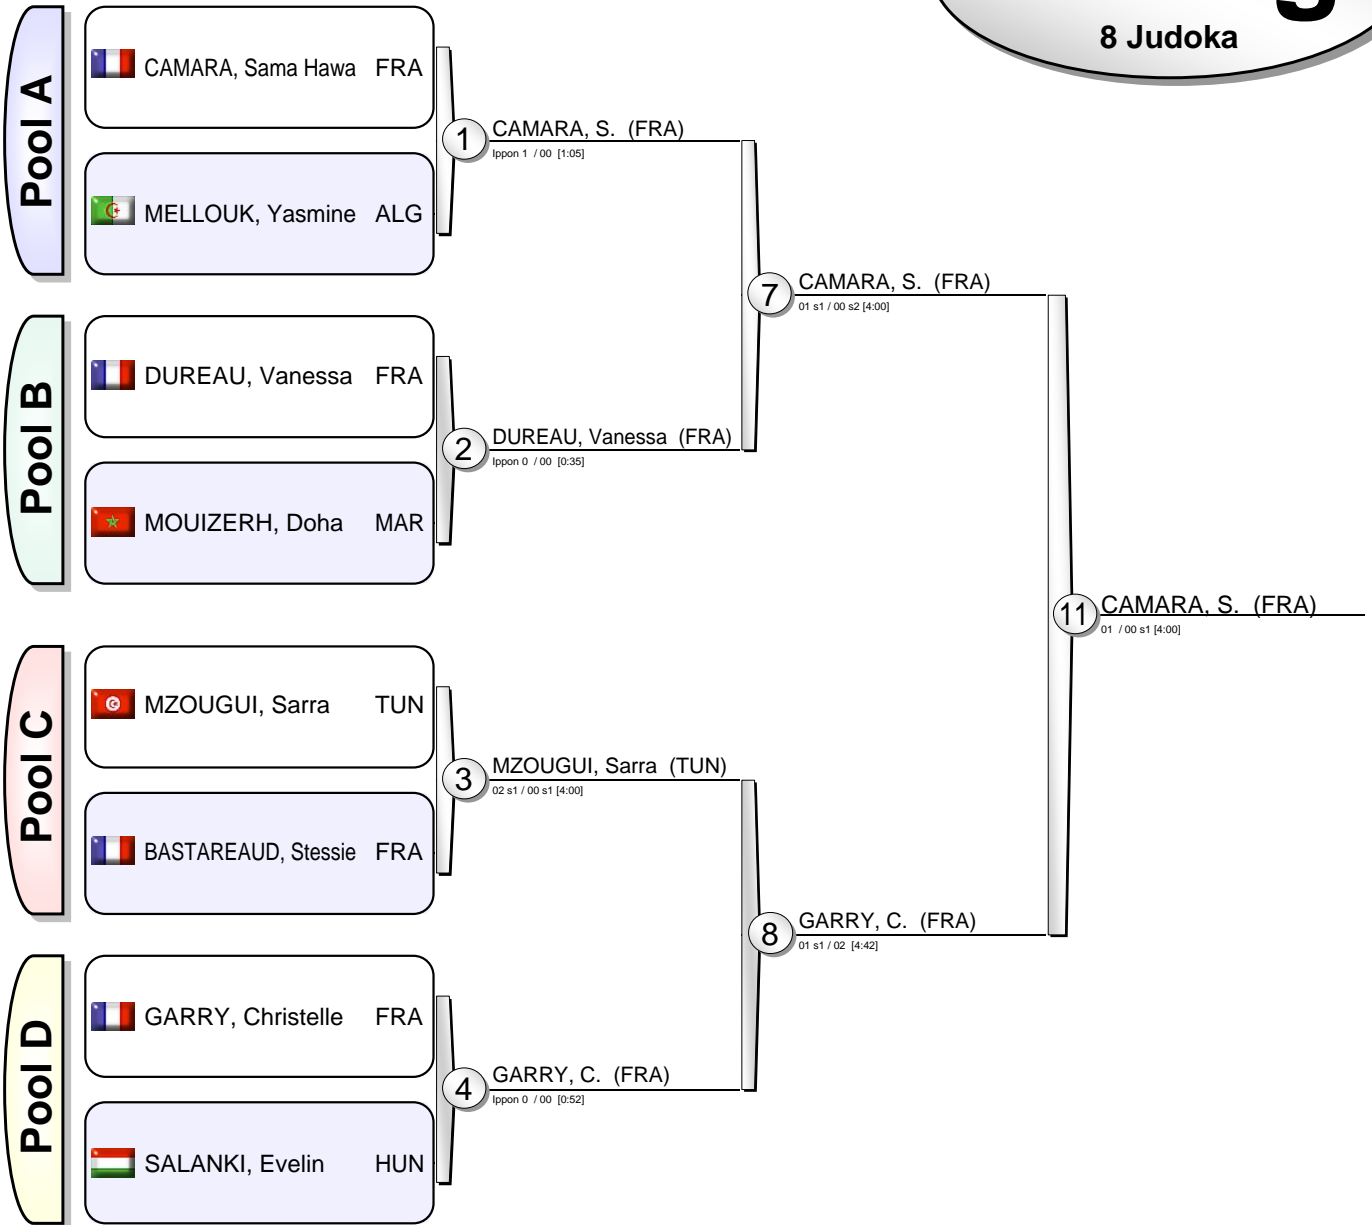 8 Judoka
Pool A
CAMARA, Sama Hawa FRA
MELLOUK, Yasmine ALG
1 CAMARA, S. (FRA)
Ippon 1 / 00 [1:05]
Pool B
DUREAU, Vanessa FRA
MOUIZERH, Doha MAR
2 DUREAU, Vanessa (FRA)
Ippon 0 / 00 [0:35]
7 CAMARA, S. (FRA)
01 s1 / 00 s2 [4:00]
Pool C
MZOUGUI, Sarra TUN
BASTAREAUD, Stessie FRA
3 MZOUGUI, Sarra (TUN)
02 s1 / 00 s1 [4:00]
Pool D
GARRY, Christelle FRA
SALANKI, Evelin HUN
4 GARRY, C. (FRA)
Ippon 0 / 00 [0:52]
8 GARRY, C. (FRA)
01 s1 / 02 [4:42]
11 CAMARA, S. (FRA)
01 / 00 s1 [4:00]